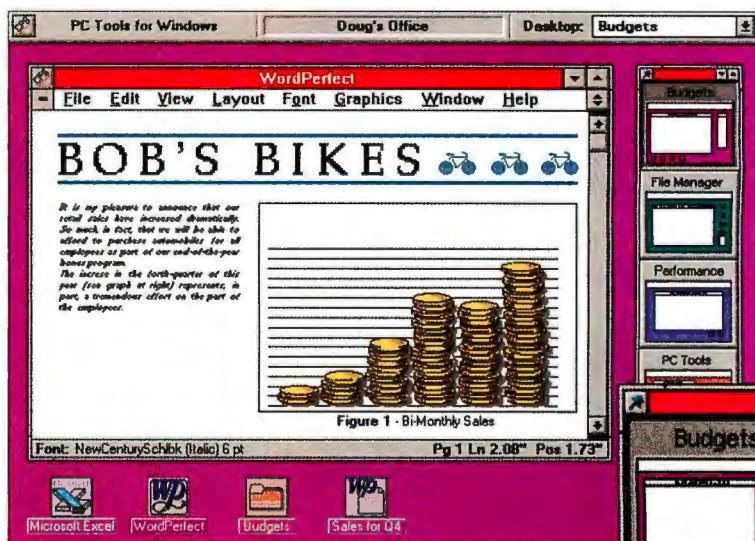 PC Tools for Windows
Doug's Office
Desktop: Budgets
WordPerfect
File Edit View Layout Font Graphics Window Help
BOB'S BIKES
It is my pleasure to announce that our
retail sales have increased dramatically.
So much, in fact, that we will be able to
afford to purchase automobiles for all
employees as part of our end-of-the-year
bonus program.
The increse in the forth-quarter of this
year (see graph at right) represents, in
part, a tremendous effort on the part of
the employees.
Figure 1 - Bi-Monthly Sales
Font: NewCenturySchlbk (Italic) 6 pt
Pg 1 Ln 2.08" Pos 1.73"
Microsoft Excel
WordPerfect
Budgets
Sales for Q4
Budgets
File Manager
Performance
PC Tools
Budgets